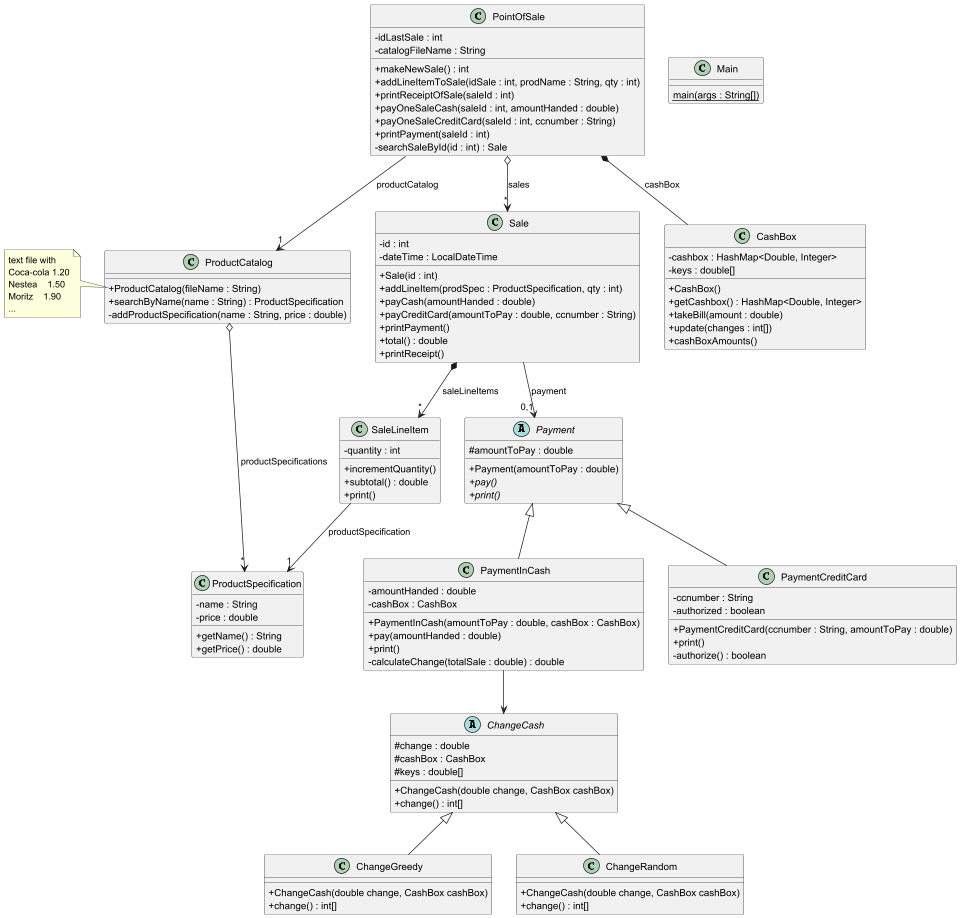 C PointOfSale
-idLastSale : int
-catalogFileName : String
+makeNewSale() : int
+addLineItemToSale(idSale : int, prodName : String, qty : int)
+printReceiptOfSale(saleId : int)
+payOneSaleCash(saleId : int, amountHanded : double)
+payOneSaleCreditCard(saleId : int, ccnumber : String)
+printPayment(saleId : int)
-searchSaleById(id : int) : Sale
C Main
main(args : String[])
productCatalog
1
sales
*
cashBox
text file with
Coca-cola 1.20
Nestea 1.50
Moritz 1.90
...
C ProductCatalog
+ProductCatalog(fileName : String)
+searchByName(name : String) : ProductSpecification
-addProductSpecification(name : String, price : double)
C Sale
-id : int
-dateTime : LocalDateTime
+Sale(id : int)
+addLineItem(prodSpec : ProductSpecification, qty : int)
+payCash(amountHanded : double)
+payCreditCard(amountToPay : double, ccnumber : String)
+printPayment()
+total() : double
+printReceipt()
C CashBox
-cashbox : HashMap<Double, Integer>
-keys : double[]
+CashBox()
+getCashbox() : HashMap<Double, Integer>
+takeBill(amount : double)
+update(changes : int[])
+cashBoxAmounts()
saleLineItems
*
payment
0,1
C SaleLineItem
-quantity : int
+incrementQuantity()
+subtotal() : double
+print()
A Payment
#amountToPay : double
+Payment(amountToPay : double)
+pay()
+print()
productSpecifications
*
productSpecification
1
C ProductSpecification
-name : String
-price : double
+getName() : String
+getPrice() : double
C PaymentInCash
-amountHanded : double
-cashBox : CashBox
+PaymentInCash(amountToPay : double, cashBox : CashBox)
+pay(amountHanded : double)
+print()
-calculateChange(totalSale : double) : double
C PaymentCreditCard
-ccnumber : String
-authorized : boolean
+PaymentCreditCard(ccnumber : String, amountToPay : double)
+print()
-authorize() : boolean
A ChangeCash
#change : double
#cashBox : CashBox
#keys : double[]
+ChangeCash(double change, CashBox cashBox)
+change() : int[]
C ChangeGreedy
+ChangeCash(double change, CashBox cashBox)
+change() : int[]
C ChangeRandom
+ChangeCash(double change, CashBox cashBox)
+change() : int[]